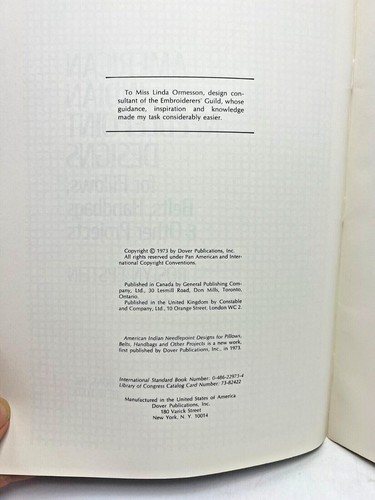 To Miss Linda Ormesson, design con-
sultant of the Embroiderers' Guild, whose
guidance, inspiration and knowledge
made my task considerably easier.
Copyright © 1973 by Dover Publications, Inc.
All rights reserved under Pan American and Inter-
national Copyright Conventions.
Published in Canada by General Publishing Com-
pany, Ltd., 30 Lesmill Road, Don Mills, Toronto
Ontario.
Published in the United Kingdom by Constable
and Company, Ltd., 10 Orange Street, London WC 2.
American Indian Needlepoint Designs for Pillows,
Belts, Handbags and Other Projects is a new work,
first published by Dover Publications, Inc., in 1973.
International Standard Book Number: 0-486-22973-4
Library of Congress Catalog Card Number: 73-82422
Manufactured in the United States of America
Dover Publications, Inc.
180 Varick Street
New York, N. Y. 10014